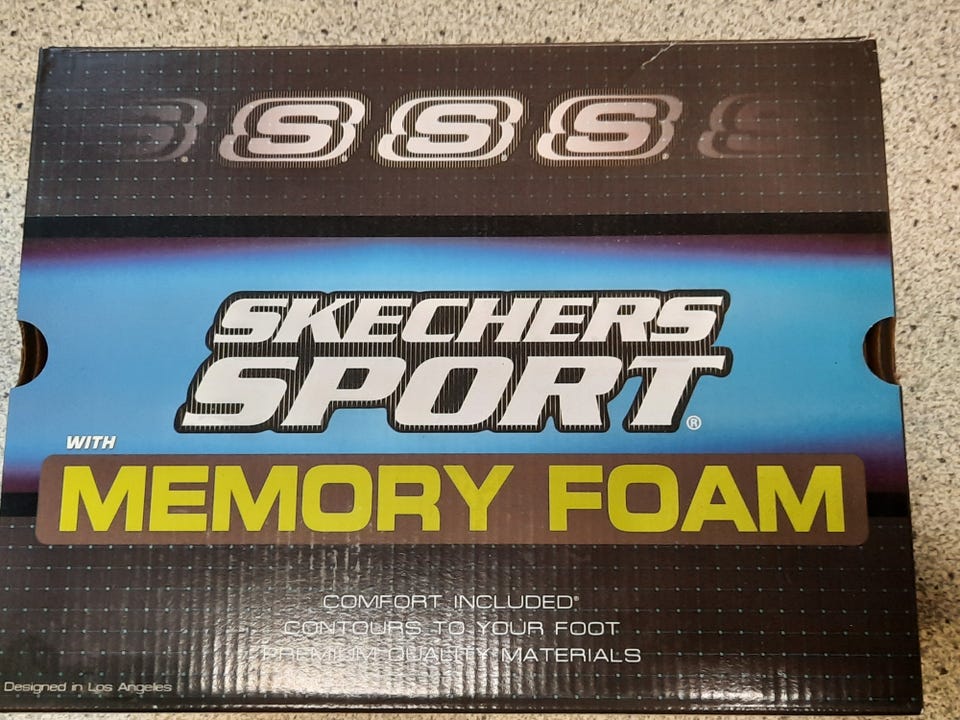 S S S S S
SKECHERS
SPORT®
WITH
MEMORY FOAM
COMFORT INCLUDED®
CONTOURS TO YOUR FOOT
PREMIUM QUALITY MATERIALS
Designed in Los Angeles